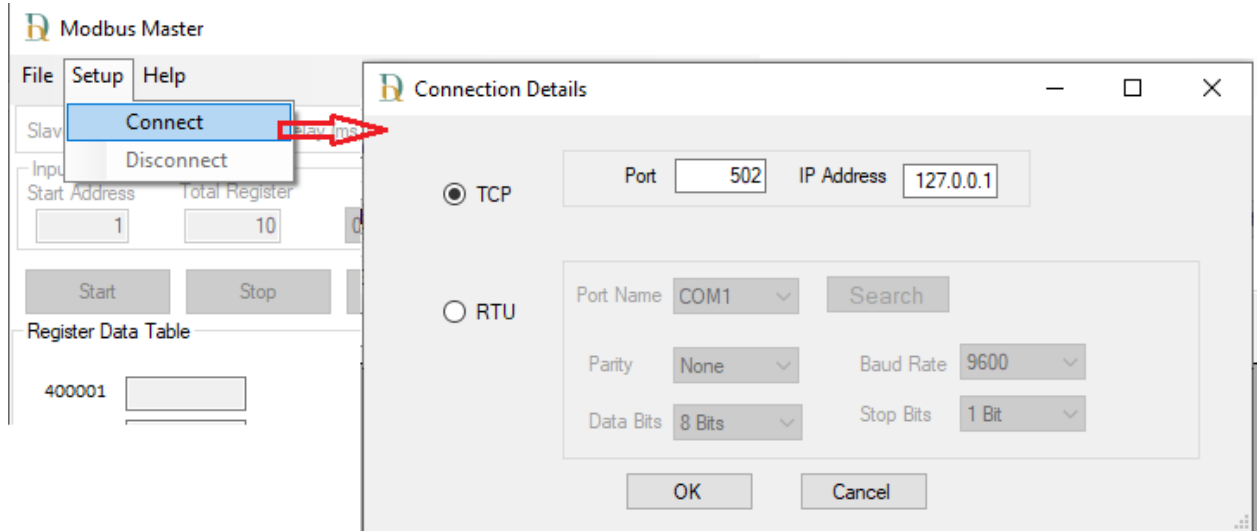 Modbus Master
File Setup Help
Connect
Disconnect
Slav
elay (ms
Inpu
Start Address Total Register
1 10 0
Start Stop
Register Data Table
400001
Connection Details
TCP
Port 502 IP Address 127.0.0.1
RTU
Port Name COM1 Search
Parity None Baud Rate 9600
Data Bits 8 Bits Stop Bits 1 Bit
OK Cancel